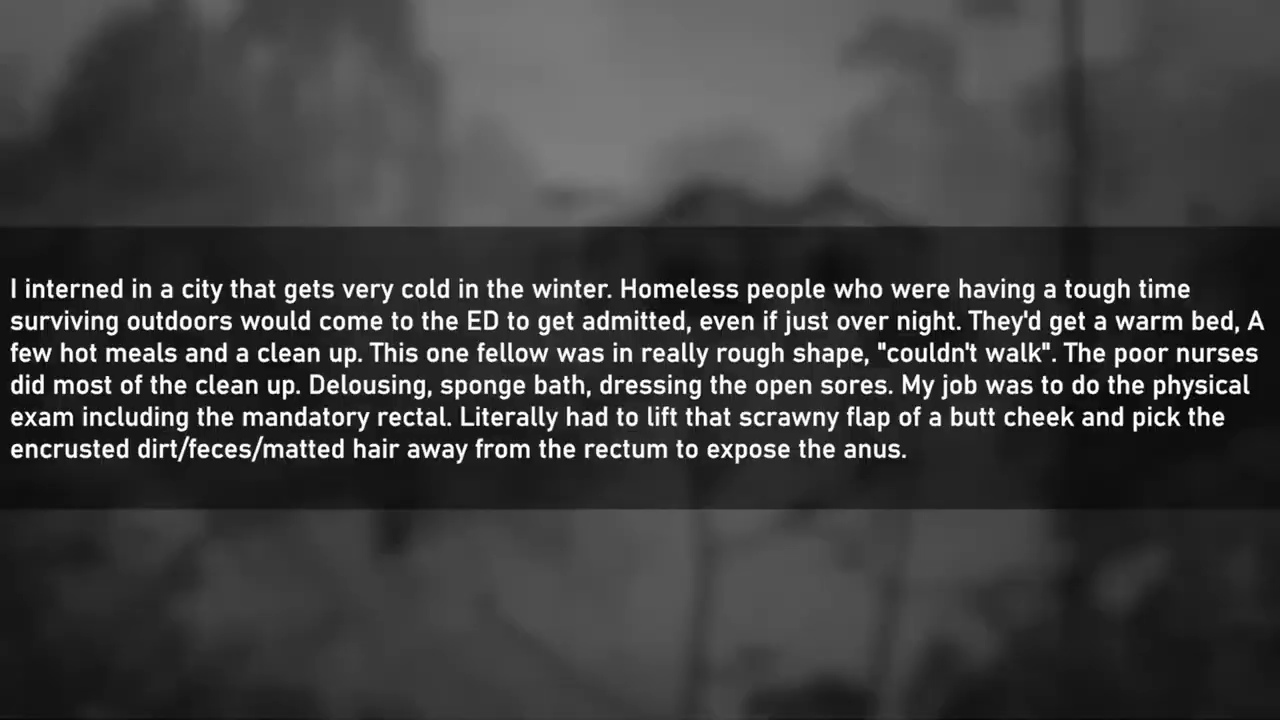 I interned in a city that gets very cold in the winter. Homeless people who were having a tough time
surviving outdoors would come to the ED to get admitted, even if just over night. They'd get a warm bed, A
few hot meals and a clean up. This one fellow was in really rough shape, "couldn't walk". The poor nurses
did most of the clean up. Delousing, sponge bath, dressing the open sores. My job was to do the physical
exam including the mandatory rectal. Literally had to lift that scrawny flap of a butt cheek and pick the
encrusted dirt/feces/matted hair away from the rectum to expose the anus.